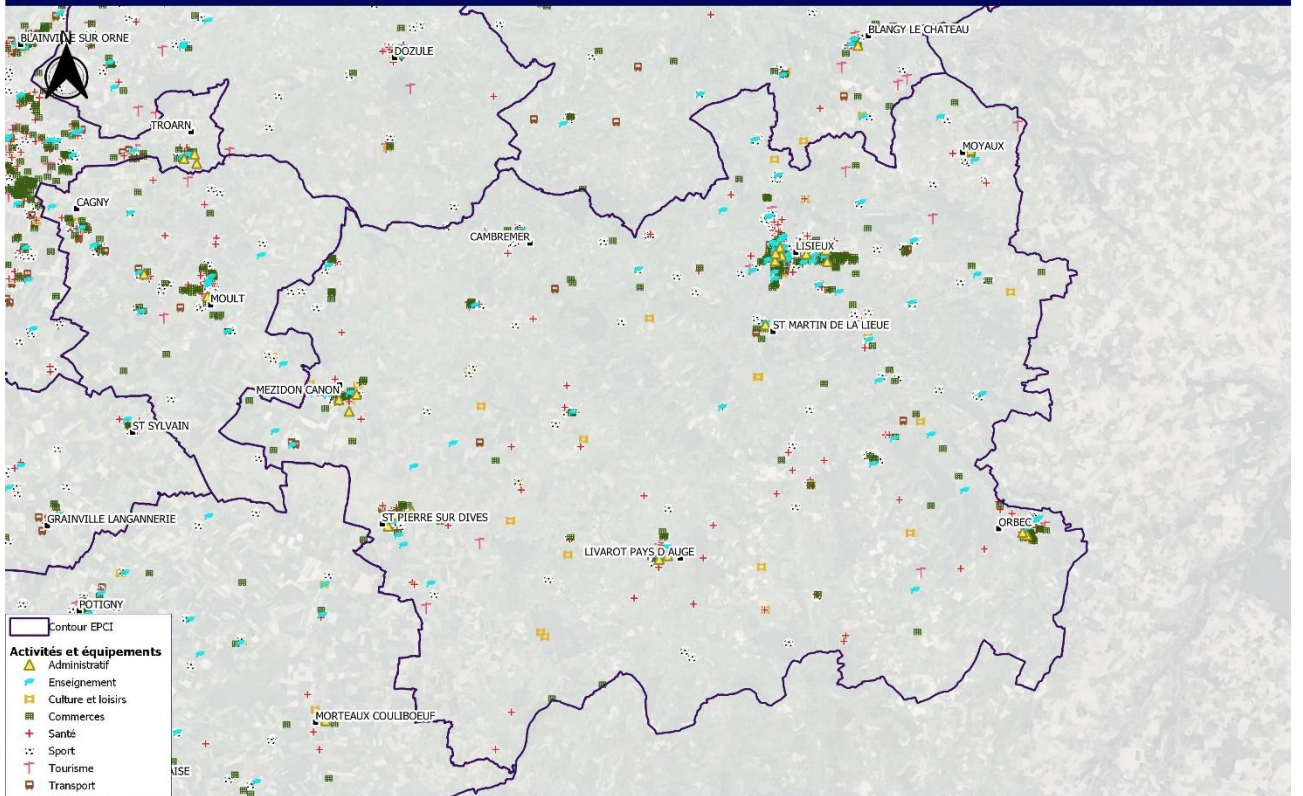 BLAINVILLE SUR ORNE
N
DOZULE
BLANGY LE CHATEAU
TROARN
MOYAUX
CAGNY
CAMBREMER
LISIEUX
MOULT
ST MARTIN DE LA LIEUE
MEZIDON CANON
ST SYLVAIN
GRAINVILLE LANGANNERIE
ST PIERRE SUR DIVES
ORBEC
LIVAROT PAYS D AUGE
POTIGNY
MORTEAUX COULIBOEUF
AISE
Contour EPCI
Activités et équipements
Administratif
Enseignement
Culture et loisirs
Commerces
Santé
Sport
Tourisme
Transport